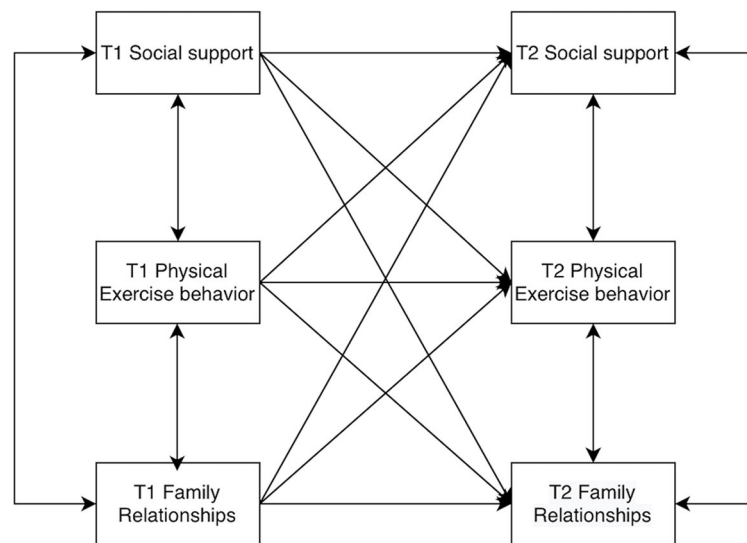 T1 Social support
T2 Social support
T1 Physical
Exercise behavior
T2 Physical
Exercise behavior
T1 Family
Relationships
T2 Family
Relationships